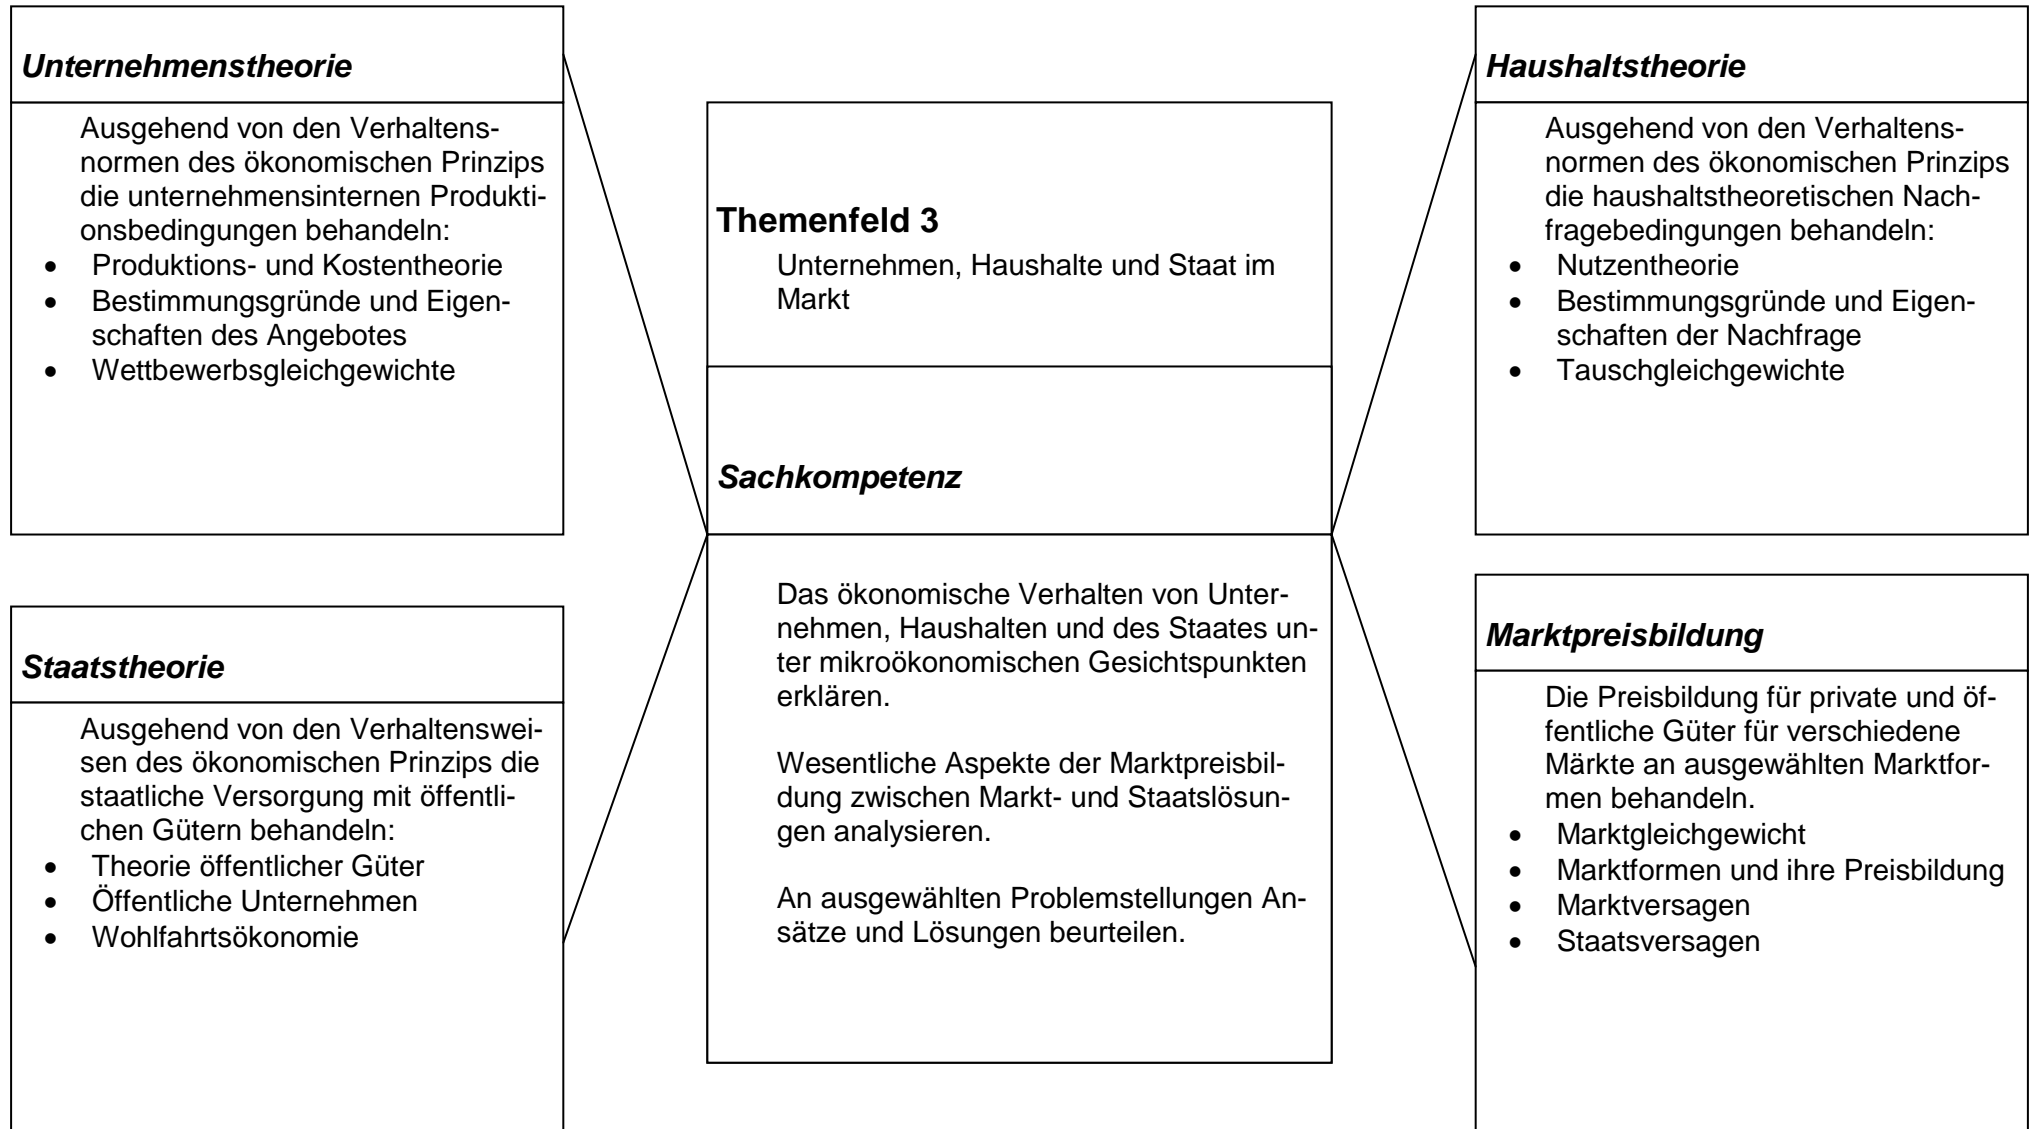 Unternehmenstheorie
Ausgehend von den Verhaltens-
normen des ökonomischen Prinzips
die unternehmensinternen Produkti-
onsbedingungen behandeln:
• Produktions- und Kostentheorie
• Bestimmungsgründe und Eigen-
schaften des Angebotes
• Wettbewerbsgleichgewichte
Staatstheorie
Ausgehend von den Verhaltenswei-
sen des ökonomischen Prinzips die
staatliche Versorgung mit öffentli-
chen Gütern behandeln:
• Theorie öffentlicher Güter
• Öffentliche Unternehmen
• Wohlfahrtsökonomie
Themenfeld 3
Unternehmen, Haushalte und Staat im
Markt
Sachkompetenz
Das ökonomische Verhalten von Unter-
nehmen, Haushalten und des Staates un-
ter mikroökonomischen Gesichtspunkten
erklären.
Wesentliche Aspekte der Marktpreisbil-
dung zwischen Markt- und Staatslösun-
gen analysieren.
An ausgewählten Problemstellungen An-
sätze und Lösungen beurteilen.
Haushaltstheorie
Ausgehend von den Verhaltens-
normen des ökonomischen Prinzips
die haushaltstheoretischen Nach-
fragebedingungen behandeln:
• Nutzentheorie
• Bestimmungsgründe und Eigen-
schaften der Nachfrage
• Tauschgleichgewichte
Marktpreisbildung
Die Preisbildung für private und öf-
fentliche Güter für verschiedene
Märkte an ausgewählten Marktfor-
men behandeln.
• Marktgleichgewicht
• Marktformen und ihre Preisbildung
• Marktversagen
• Staatsversagen